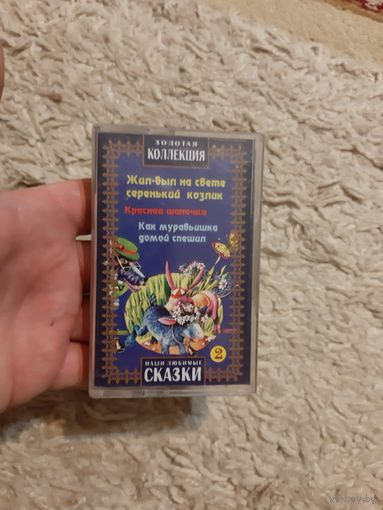 ЗОЛОТАЯ
КОЛЛЕКЦИЯ
Жил-был на свете
серенький козлик
Красная шапочка
Как муравьишка
домой спешил
2
НАШИ ЛЮБИМЫЕ
СКАЗКИ